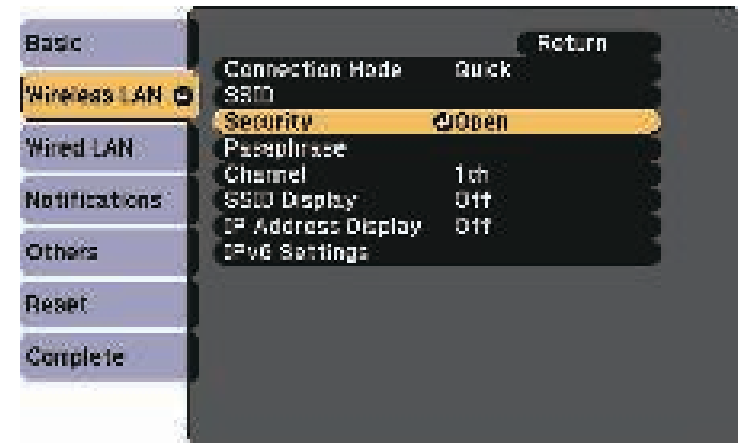 Basic
Wireless LAN
Wired LAN
Notifications
Others
Reset
Complete
Return
Connection Mode Quick
SSID
Security Open
Passphrase
Channel 1ch
SSID Display Off
IP Address Display Off
IPv6 Settings